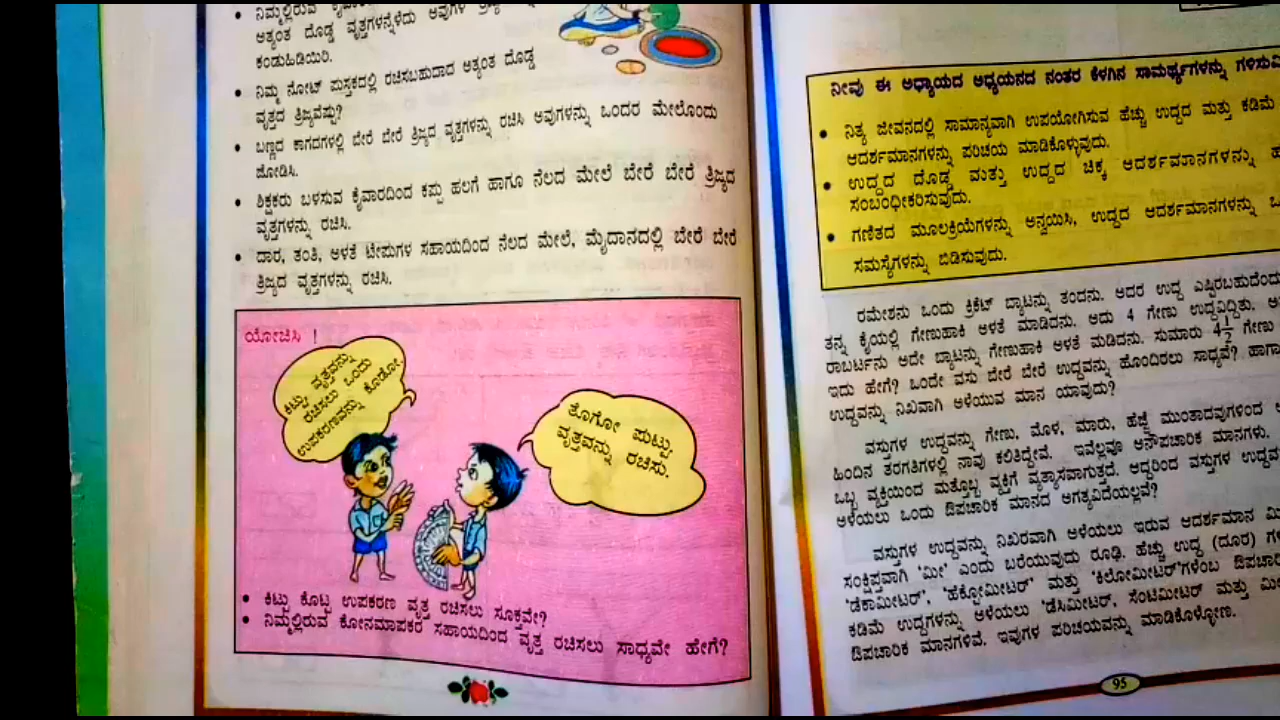 ನಿಮ್ಮಲ್ಲಿರುವ
ಅತ್ಯಂತ ದೊಡ್ಡ ವೃತ್ತಗಳನ್ನೆಳೆದು ಅವುಗಳ
ಕಂಡುಹಿಡಿಯಿರಿ.
• ನಿಮ್ಮ ನೋಟ್ ಪುಸ್ತಕದಲ್ಲಿ ರಚಿಸಬಹುದಾದ ಅತ್ಯಂತ ದೊಡ್ಡ
ವೃತ್ತದ ತ್ರಿಜ್ಯವೆಷ್ಟು?
• ಬಣ್ಣದ ಕಾಗದಗಳಲ್ಲಿ ಬೇರೆ ಬೇರೆ ತ್ರಿಜ್ಯದ ವೃತ್ತಗಳನ್ನು ರಚಿಸಿ ಅವುಗಳನ್ನು ಒಂದರ ಮೇಲೊಂದು
ಜೋಡಿಸಿ.
• ಶಿಕ್ಷಕರು ಬಳಸುವ ಕೈವಾರದಿಂದ ಕಪ್ಪು ಹಲಗೆ ಹಾಗೂ ನೆಲದ ಮೇಲೆ ಬೇರೆ ಬೇರೆ ತ್ರಿಜ್ಯದ
ವೃತ್ತಗಳನ್ನು ರಚಿಸಿ.
• ದಾರ, ತಂತಿ, ಅಳತೆ ಟೇಪುಗಳ ಸಹಾಯದಿಂದ ನೆಲದ ಮೇಲೆ, ಮೈದಾನದಲ್ಲಿ ಬೇರೆ ಬೇರೆ
ತ್ರಿಜ್ಯದ ವೃತ್ತಗಳನ್ನು ರಚಿಸಿ.
ಯೋಚಿಸಿ !
ಕಿಟ್ಟು ವೃತ್ತವನ್ನು
ರಚಿಸಲು ಒಂದು
ಉಪಕರಣವನ್ನು ಕೊಡೋ.
ತೊಗೋ ಪುಟ್ಟು
ವೃತ್ತವನ್ನು ರಚಿಸು.
• ಕಿಟ್ಟು ಕೊಟ್ಟ ಉಪಕರಣ ವೃತ್ತ ರಚಿಸಲು ಸೂಕ್ತವೇ?
• ನಿಮ್ಮಲ್ಲಿರುವ ಕೋನಮಾಪಕರ ಸಹಾಯದಿಂದ ವೃತ್ತ ರಚಿಸಲು ಸಾಧ್ಯವೇ ಹೇಗೆ?
ನೀವು ಈ ಅಧ್ಯಾಯದ ಅಧ್ಯಯನದ ನಂತರ ಕೆಳಗಿನ ಸಾಮರ್ಥ್ಯಗಳನ್ನು
• ನಿತ್ಯ ಜೀವನದಲ್ಲಿ ಸಾಮಾನ್ಯವಾಗಿ ಉಪಯೋಗಿಸುವ ಹೆಚ್ಚು ಉದ್ದದ ಮತ್ತು ಕಡಿಮೆ
ಆದರ್ಶಮಾನಗಳನ್ನು ಪರಿಚಯ ಮಾಡಿಕೊಳ್ಳುವುದು.
• ಉದ್ದದ ದೊಡ್ಡ ಮತ್ತು ಉದ್ದದ ಚಿಕ್ಕ ಆದರ್ಶಮಾನಗಳನ್ನು
ಸಂಬಂಧೀಕರಿಸುವುದು.
• ಗಣಿತದ ಮೂಲಕ್ರಿಯೆಗಳನ್ನು ಅನ್ವಯಿಸಿ, ಉದ್ದದ ಆದರ್ಶಮಾನಗಳನ್ನು
ಸಮಸ್ಯೆಗಳನ್ನು ಬಿಡಿಸುವುದು.
ರಮೇಶನು ಒಂದು ಕ್ರಿಕೆಟ್ ಬ್ಯಾಟನ್ನು ತಂದನು. ಅದರ ಉದ್ದ ಎಷ್ಟಿರಬಹುದೆಂದು
ತನ್ನ ಕೈಯಲ್ಲಿ ಗೇಣುಹಾಕಿ ಅಳತೆ ಮಾಡಿದನು. ಅದು 4 ಗೇಣು ಉದ್ದವಿದ್ದಿತು.
ರಾಬರ್ಟನು ಅದೇ ಬ್ಯಾಟನ್ನು ಗೇಣುಹಾಕಿ ಅಳತೆ ಮಡಿದನು. ಸುಮಾರು 4½ ಗೇಣು
ಇದು ಹೇಗೆ? ಒಂದೇ ವಸು ಬೇರೆ ಬೇರೆ ಉದ್ದವನ್ನು ಹೊಂದಿರಲು ಸಾಧ್ಯವೆ?
ಉದ್ದವನ್ನು ನಿಖವಾಗಿ ಅಳೆಯುವ ಮಾನ ಯಾವುದು?
ವಸ್ತುಗಳ ಉದ್ದವನ್ನು ಗೇಣು, ಮೊಳ, ಮಾರು, ಹೆಜ್ಜೆ ಮುಂತಾದವುಗಳಿಂದ
ಹಿಂದಿನ ತರಗತಿಗಳಲ್ಲಿ ನಾವು ಕಲಿತಿದ್ದೇವೆ. ಇವೆಲ್ಲವೂ ಅನೌಪಚಾರಿಕ ಮಾನಗಳು.
ಒಬ್ಬ ವ್ಯಕ್ತಿಯಿಂದ ಮತ್ತೊಬ್ಬ ವ್ಯಕ್ತಿಗೆ ವ್ಯತ್ಯಾಸವಾಗುತ್ತದೆ. ಆದ್ದರಿಂದ ವಸ್ತುಗಳ
ಅಳೆಯಲು ಒಂದು ಔಪಚಾರಿಕ ಮಾನದ ಅಗತ್ಯವಿದೆಯಲ್ಲವೆ?
ವಸ್ತುಗಳ ಉದ್ದವನ್ನು ನಿಖರವಾಗಿ ಅಳೆಯಲು ಇರುವ ಆದರ್ಶಮಾನ
ಸಂಕ್ಷಿಪ್ತವಾಗಿ 'ಮೀ' ಎಂದು ಬರೆಯುವುದು ರೂಢಿ. ಹೆಚ್ಚು ಉದ್ದ (ದೂರ)
'ಡೆಕಾಮೀಟರ್', 'ಹೆಕ್ಟೋಮೀಟರ್' ಮತ್ತು 'ಕಿಲೋಮೀಟರ್'ಗಳೆಂಬ
ಕಡಿಮೆ ಉದ್ದಗಳನ್ನು ಅಳೆಯಲು 'ಡೆಸಿಮೀಟರ್, ಸೆಂಟಿಮೀಟರ್ ಮತ್ತು
ಔಪಚಾರಿಕ ಮಾನಗಳಿವೆ. ಇವುಗಳ ಪರಿಚಯವನ್ನು ಮಾಡಿಕೊಳ್ಳೋಣ.
95